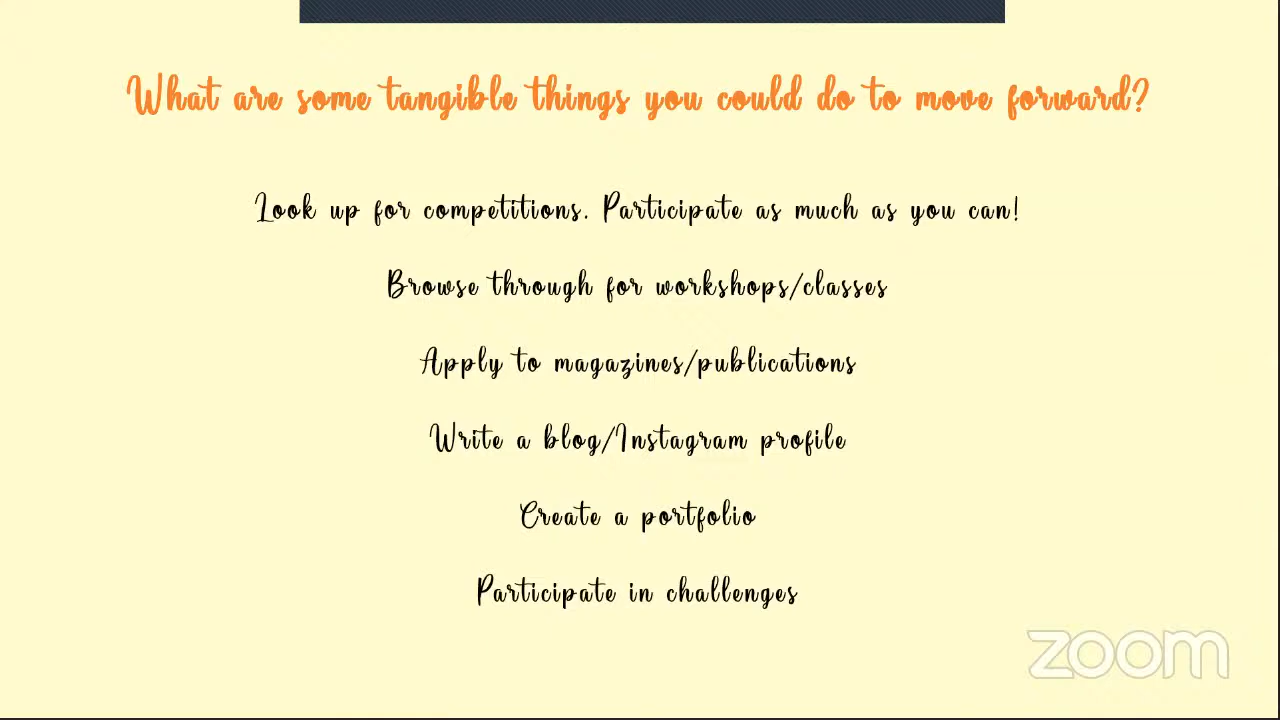 What are some tangible things you could do to move forward?
Look up for competitions. Participate as much as you can!
Browse through for workshops/classes
Apply to magazines/publications
Write a blog/Instagram profile
Create a portfolio
Participate in challenges
zoom